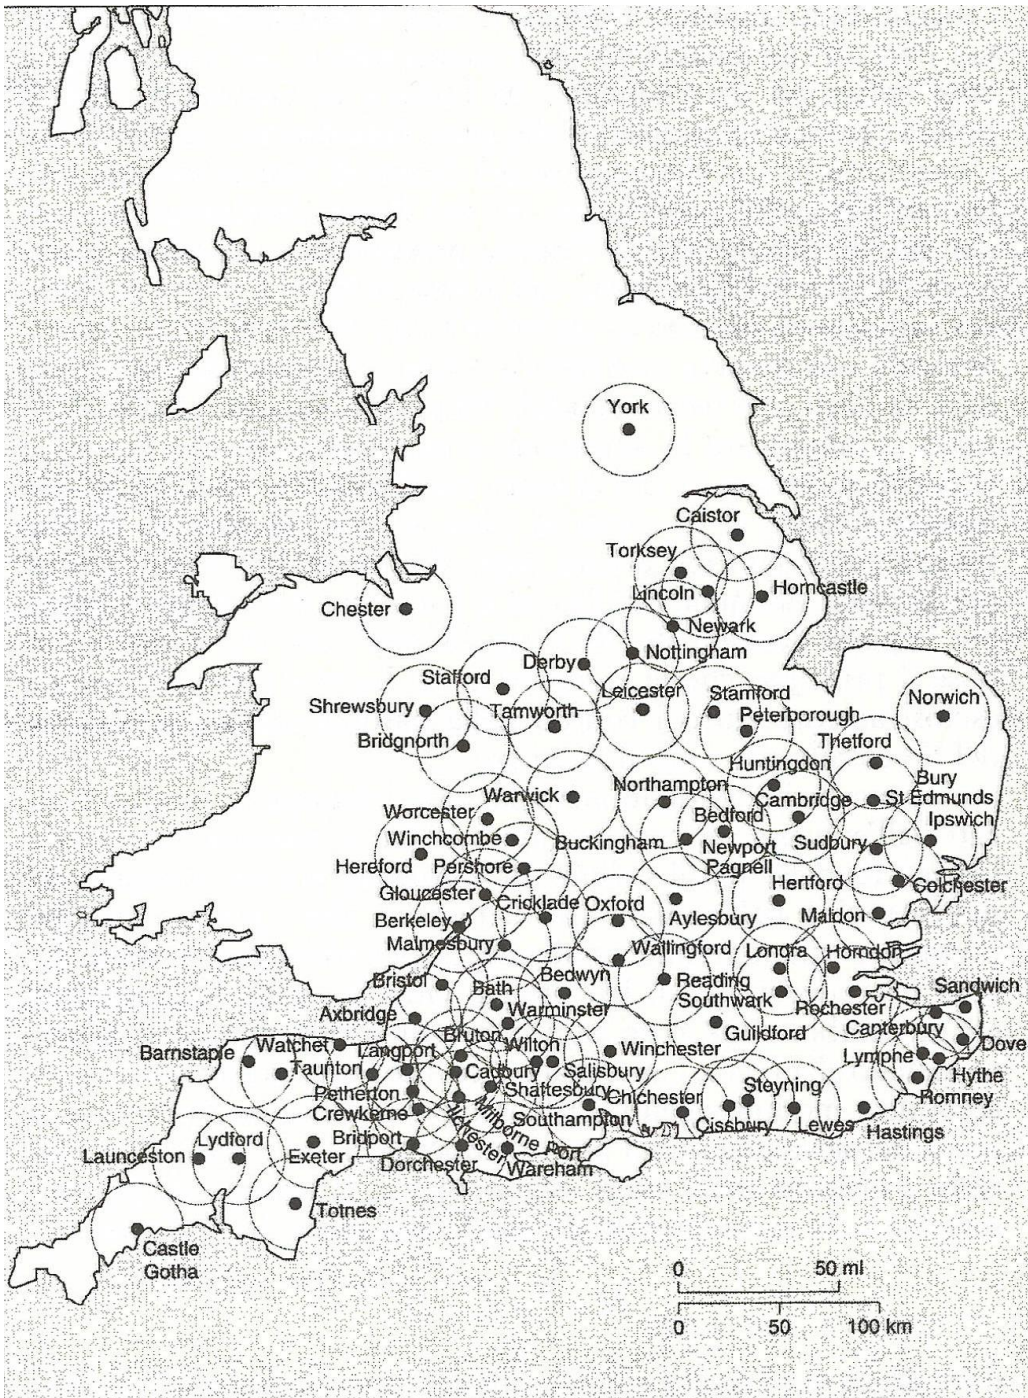 York
Caistor
Torksey
Lincoln
Horncastle
Chester
Newark
Nottingham
Derby
Stafford
Leicester
Stamford
Norwich
Shrewsbury
Tamworth
Peterborough
Bridgnorth
Thetford
Huntingdon
Bury
St Edmunds
Northampton
Warwick
Cambridge
Worcester
Bedford
Ipswich
Winchcombe
Buckingham
Newport
Pagnell
Sudbury
Hereford
Pershore
Hertford
Colchester
Gloucester
Cricklade
Oxford
Aylesbury
Maldon
Berkeley
Malmesbury
Wallingford
Londra
Horndon
Bristol
Bath
Bedwyn
Reading
Southwark
Rochester
Sandwich
Axbridge
Warminster
Guildford
Canterbury
Bruton
Wilton
Winchester
Dove
Barnstaple
Watchet
Langport
Lymphe
Taunton
Cadbury
Salisbury
Hythe
Petherton
Shaftesbury
Chichester
Steyning
Romney
Crewkerne
Ilchester
Milborne Port
Southampton
Cissbury
Lewes
Hastings
Lydford
Bridport
Launceston
Exeter
Dorchester
Wareham
Totnes
Castle
Gotha
0 50 ml
0 50 100 km